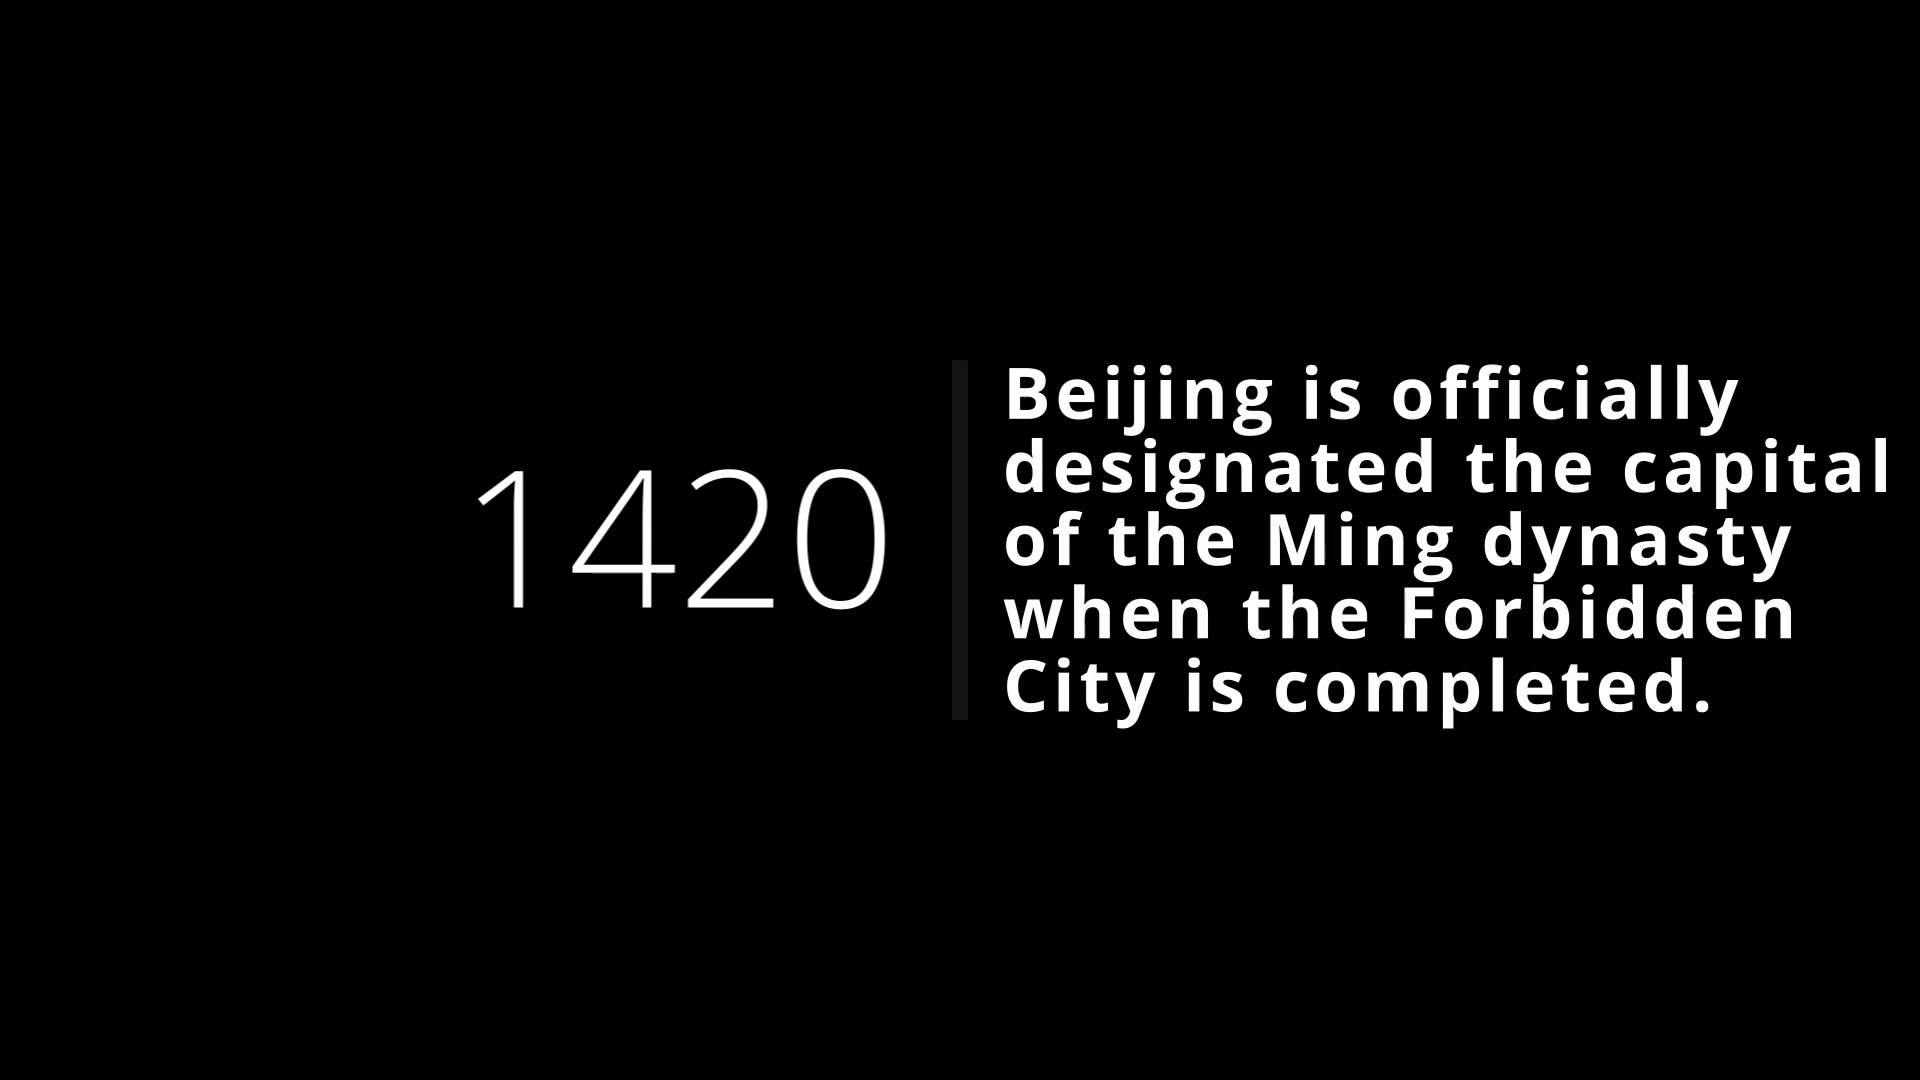 1420
Beijing is officially
designated the capital
of the Ming dynasty
when the Forbidden
City is completed.